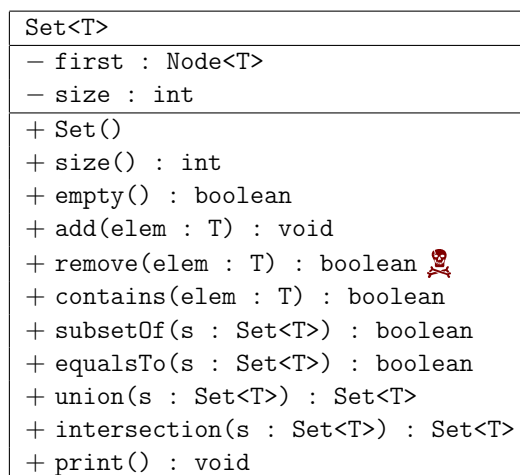 Set<T>
− first : Node<T>
− size : int
+ Set()
+ size() : int
+ empty() : boolean
+ add(elem : T) : void
+ remove(elem : T) : boolean ☠
+ contains(elem : T) : boolean
+ subsetOf(s : Set<T>) : boolean
+ equalsTo(s : Set<T>) : boolean
+ union(s : Set<T>) : Set<T>
+ intersection(s : Set<T>) : Set<T>
+ print() : void